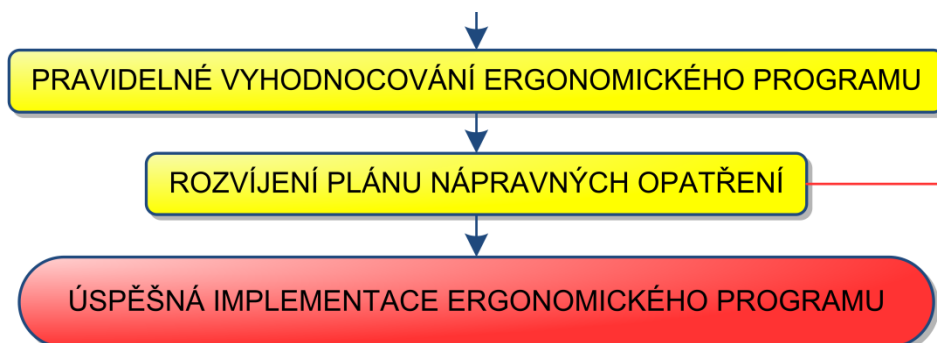 PRAVIDELNÉ VYHODNOCOVÁNÍ ERGONOMICKÉHO PROGRAMU
ROZVÍJENÍ PLÁNU NÁPRAVNÝCH OPATŘENÍ
ÚSPĚŠNÁ IMPLEMENTACE ERGONOMICKÉHO PROGRAMU